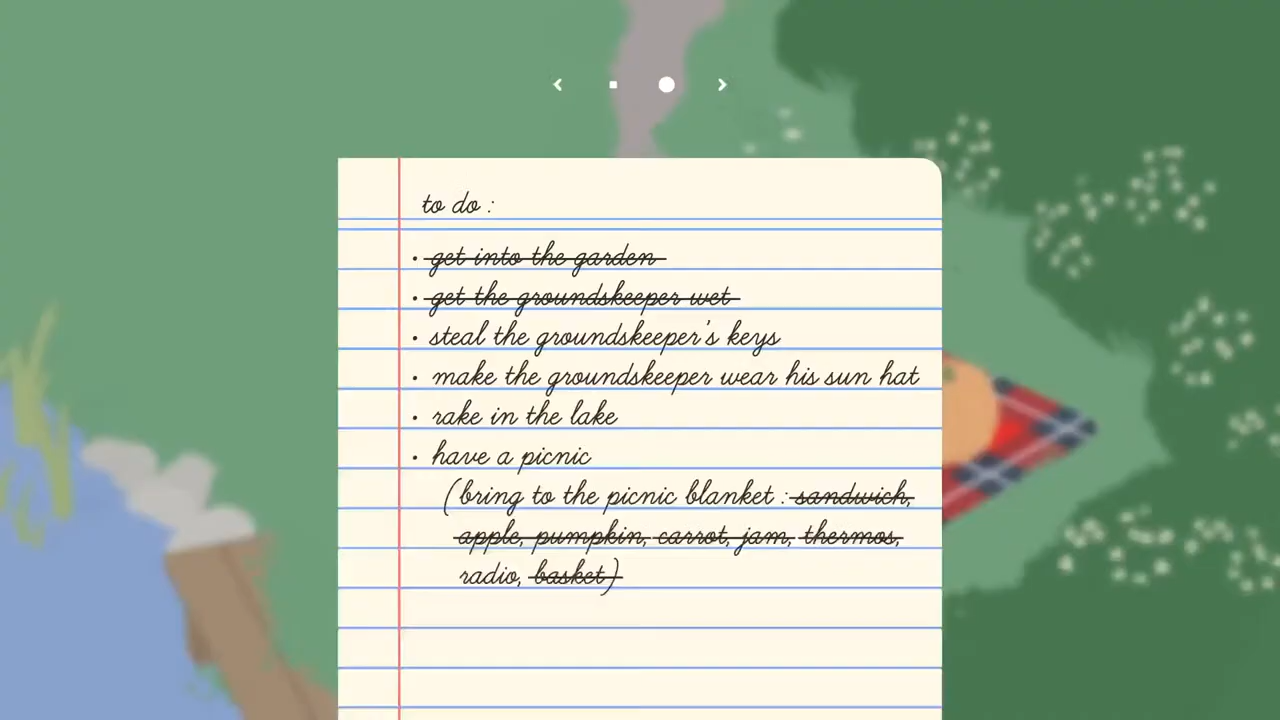 to do :
• get into the garden
• get the groundskeeper wet
• steal the groundskeeper's keys
• make the groundskeeper wear his sun hat
• rake in the lake
• have a picnic
(bring to the picnic blanket : sandwich,
apple, pumpkin, carrot, jam, thermos,
radio, basket)